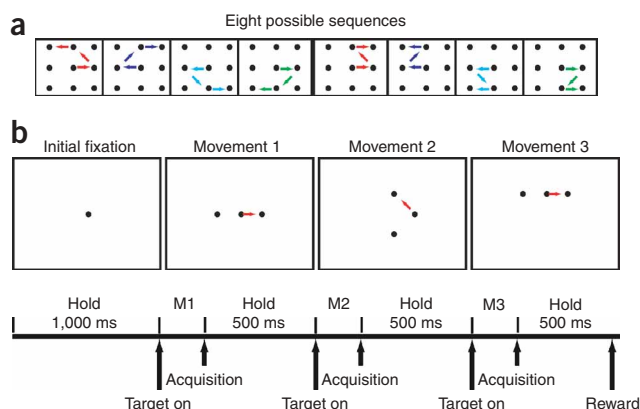 a
Eight possible sequences
b
Initial fixation
Movement 1
Movement 2
Movement 3
Hold
1,000 ms
M1
Hold
500 ms
M2
Hold
500 ms
M3
Hold
500 ms
Acquisition
Acquisition
Acquisition
Target on
Target on
Target on
Reward